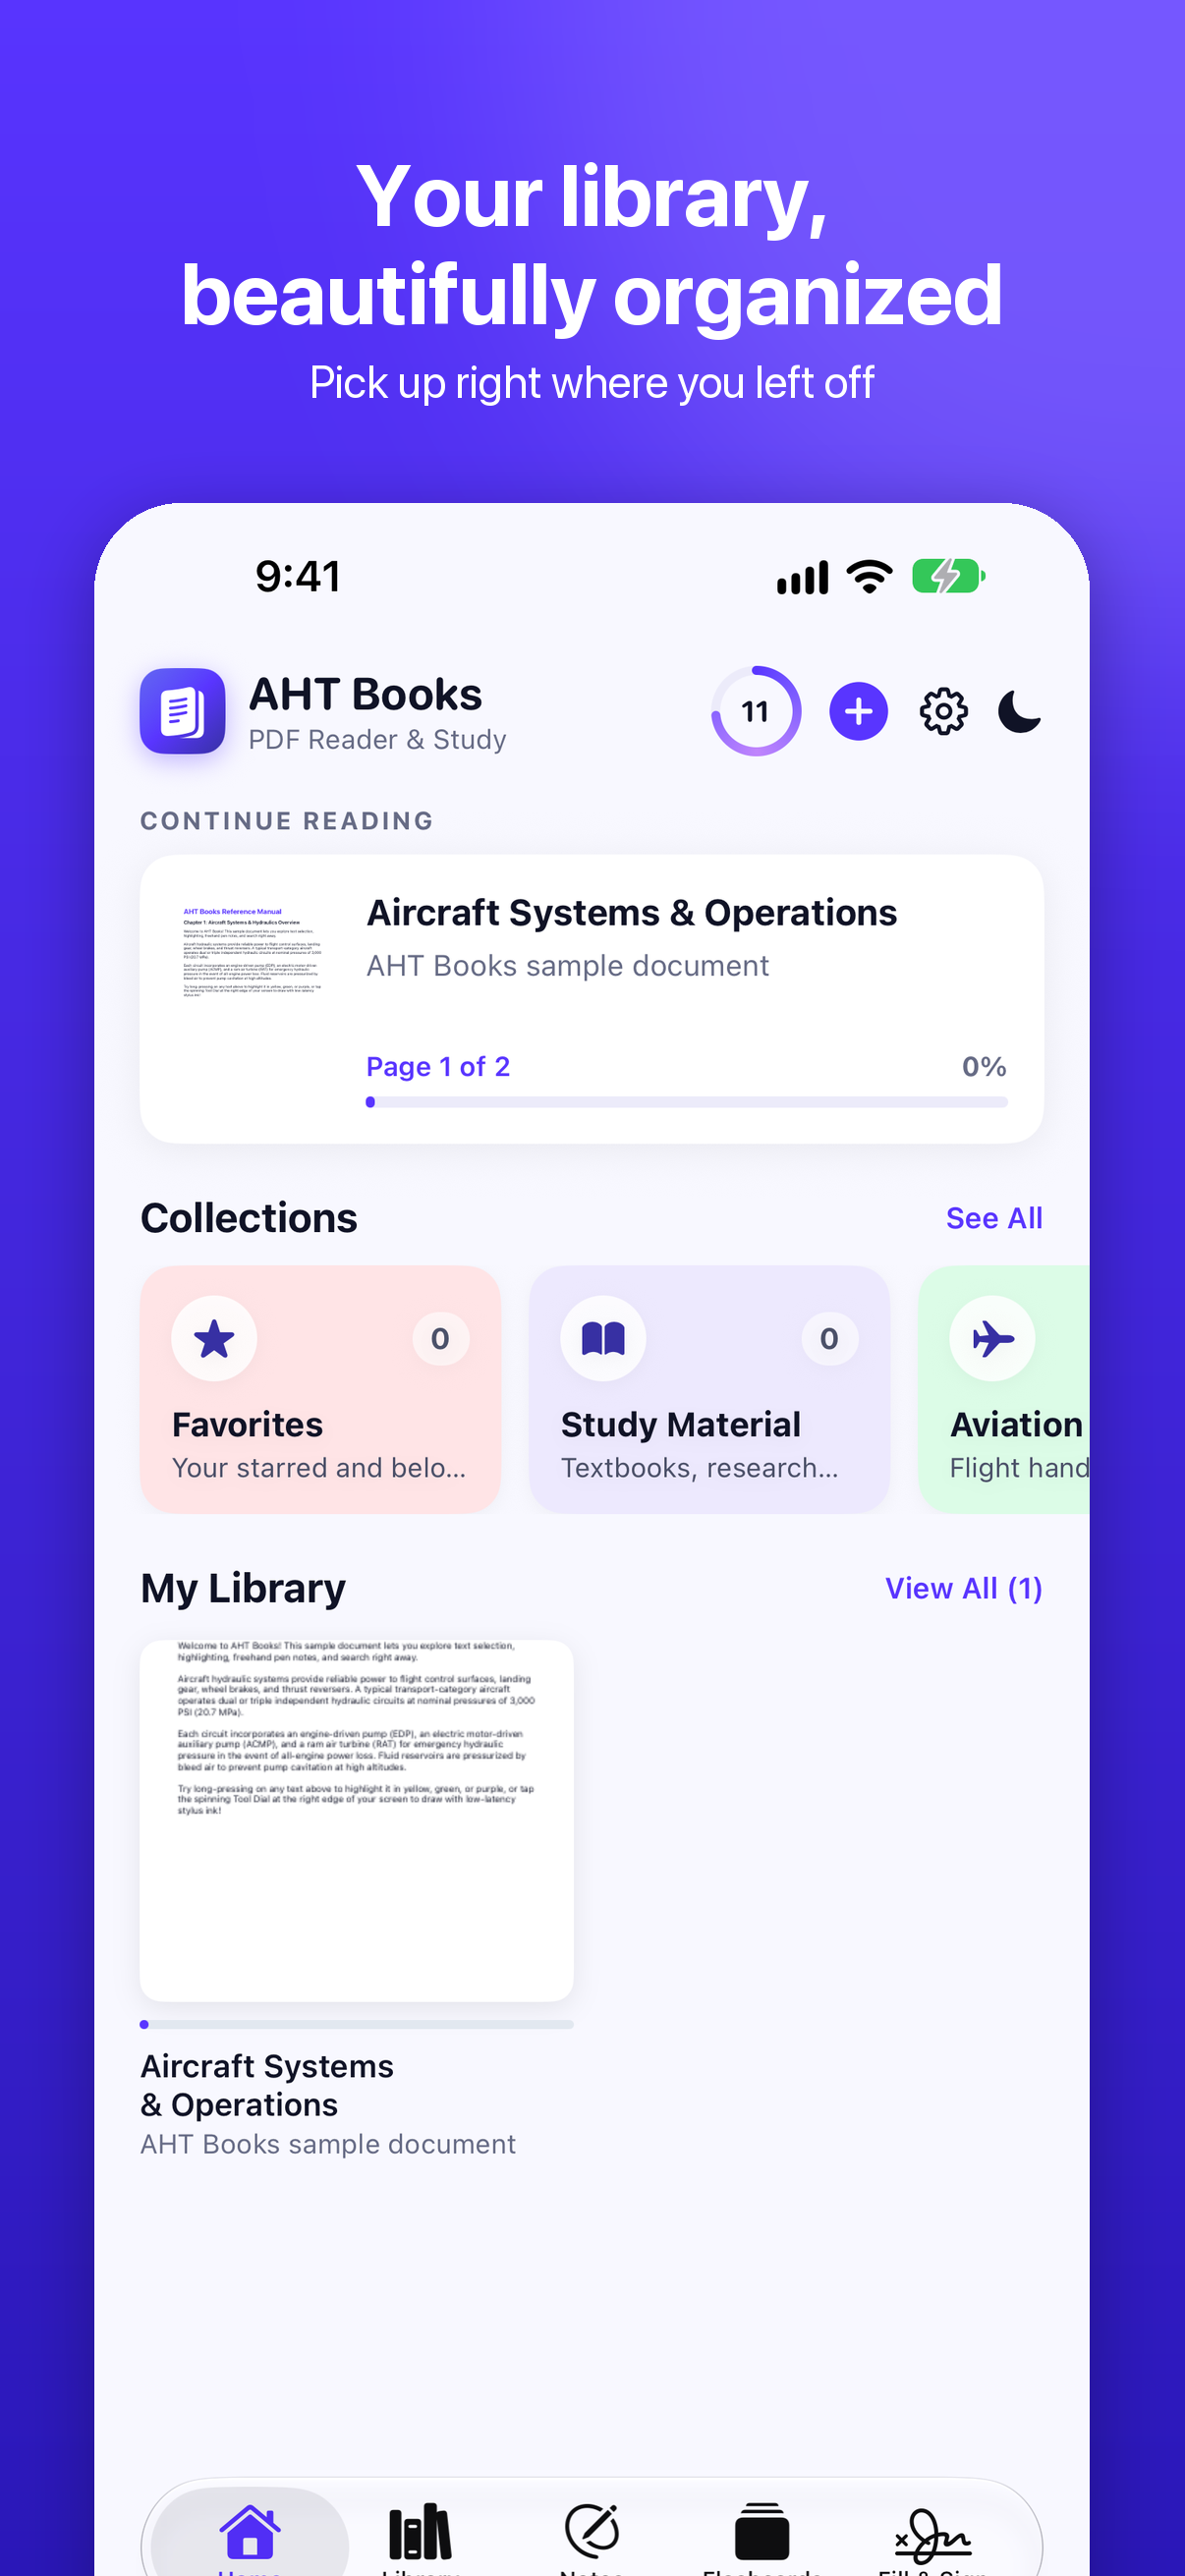 Your library,
beautifully organized
Pick up right where you left off
9:41
AHT Books
PDF Reader & Study
11
CONTINUE READING
AHT Books Reference Manual
Chapter 1: Aircraft Systems & Hydraulics Overview
Aircraft Systems & Operations
AHT Books sample document
Page 1 of 2
0%
Collections
See All
0
0
Favorites
Study Material
Aviation
Your starred and belo...
Textbooks, research...
Flight hand
My Library
View All (1)
Welcome to AHT Books! This sample document lets you explore text selection,
highlighting, freehand pen notes, and search right away.
Aircraft hydraulic systems provide reliable power to flight control surfaces, landing
gear, wheel brakes, and thrust reversers. A typical transport-category aircraft
operates dual or triple independent hydraulic circuits at nominal pressures of 3,000
PSI (20.7 MPa).
Each circuit incorporates an engine-driven pump (EDP), an electric motor-driven
auxiliary pump (ACMP), and a ram air turbine (RAT) for emergency hydraulic
pressure in the event of all-engine power loss. Fluid reservoirs are pressurized by
bleed air to prevent pump cavitation at high altitudes.
Try long-pressing on any text above to highlight it in yellow, green, or purple, or tap
the spinning Tool Dial at the right edge of your screen to draw with low-latency
stylus ink!
Aircraft Systems
& Operations
AHT Books sample document